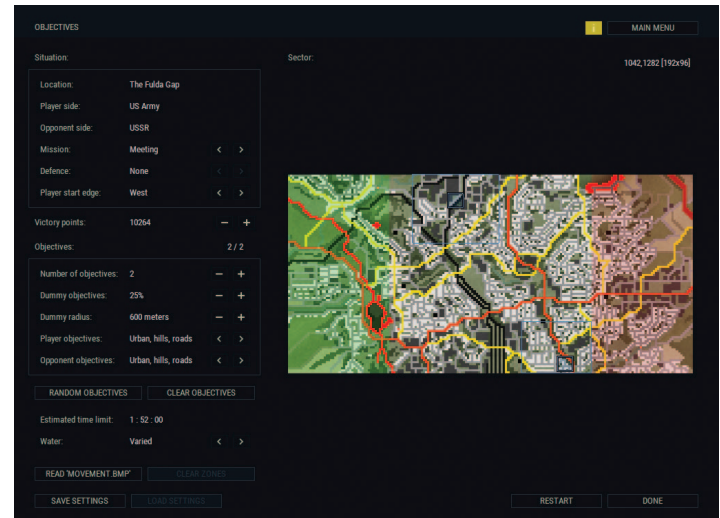 OBJECTIVES
i MAIN MENU
Situation:
Sector:
1042,1282 [192x96]
Location: The Fulda Gap
Player side: US Army
Opponent side: USSR
Mission: Meeting < >
Defence: None < >
Player start edge: West < >
Victory points: 10264 − +
Objectives: 2 / 2
Number of objectives: 2 − +
Dummy objectives: 25% − +
Dummy radius: 600 meters − +
Player objectives: Urban, hills, roads < >
Opponent objectives: Urban, hills, roads < >
RANDOM OBJECTIVES CLEAR OBJECTIVES
Estimated time limit: 1 : 52 : 00
Water: Varied < >
READ 'MOVEMENT.BMP' CLEAR ZONES
SAVE SETTINGS LOAD SETTINGS RESTART DONE